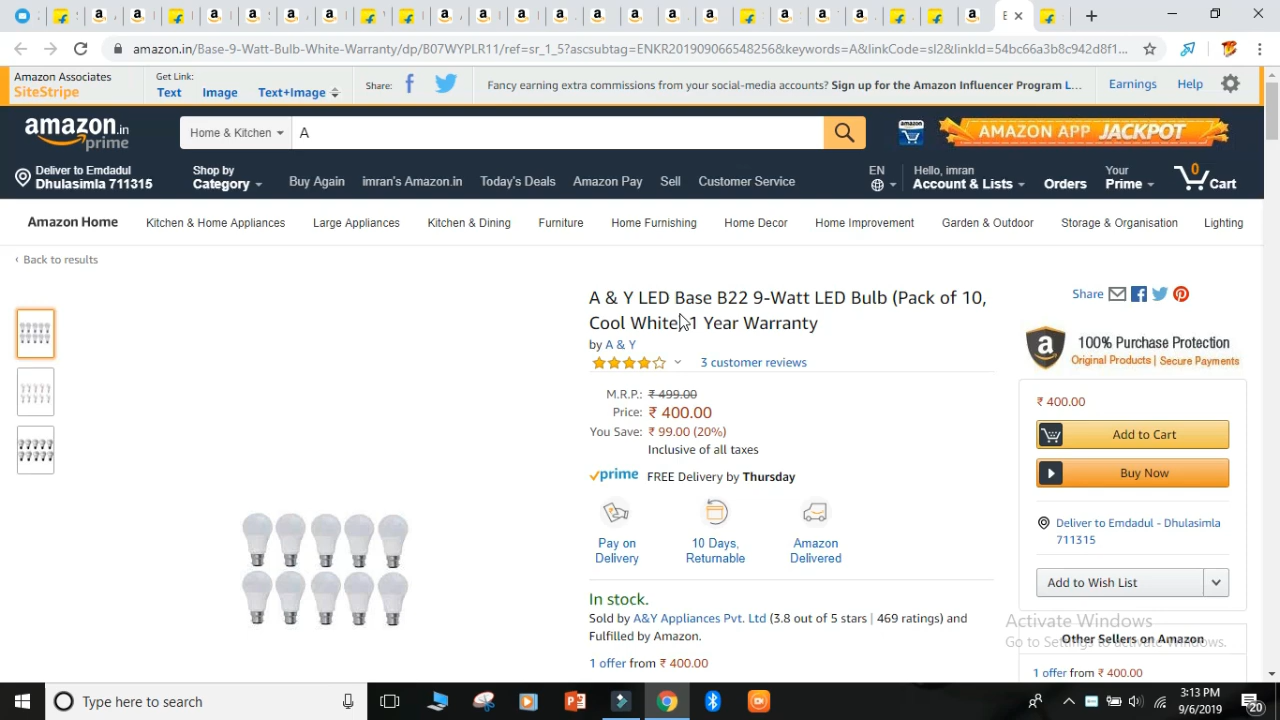 amazon.in/Base-9-Watt-Bulb-White-Warranty/dp/B07WYPLR11/ref=sr_1_5?ascsubtag=ENKR20190906648256&keywords=A&linkCode=sl2&linkId=54bc66a3b8c942d8f1...
Amazon Associates
SiteStripe
Get Link:
Text
Image
Text+Image
Share:
Fancy earning extra commissions from your social-media accounts? Sign up for the Amazon Influencer Program L...
Earnings
Help
amazon.in
prime
Home & Kitchen
A
amazon
AMAZON APP JACKPOT
Deliver to Emdadul
Dhulasimla 711315
Shop by
Category
Buy Again
imran's Amazon.in
Today's Deals
Amazon Pay
Sell
Customer Service
EN
Hello, imran
Account & Lists
Orders
Your
Prime
0
Cart
Amazon Home
Kitchen & Home Appliances
Large Appliances
Kitchen & Dining
Furniture
Home Furnishing
Home Decor
Home Improvement
Garden & Outdoor
Storage & Organisation
Lighting
‹ Back to results
A & Y LED Base B22 9-Watt LED Bulb (Pack of 10,
Cool White) 1 Year Warranty
by A & Y
3 customer reviews
M.R.P.: ₹ 499.00
Price: ₹ 400.00
You Save: ₹ 99.00 (20%)
Inclusive of all taxes
prime FREE Delivery by Thursday
Pay on
Delivery
10 Days,
Returnable
Amazon
Delivered
In stock.
Sold by A&Y Appliances Pvt. Ltd (3.8 out of 5 stars | 469 ratings) and
Fulfilled by Amazon.
1 offer from ₹ 400.00
Share
100% Purchase Protection
Original Products | Secure Payments
₹ 400.00
Add to Cart
Buy Now
Deliver to Emdadul - Dhulasimla
711315
Add to Wish List
Activate Windows
Go to Settings to activate Windows.
Other Sellers on Amazon
1 offer from ₹ 400.00
Type here to search
3:13 PM
9/6/2019
20